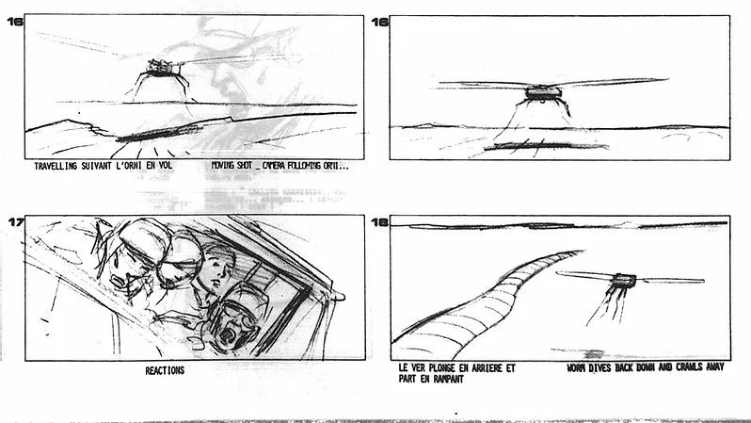 16
16
TRAVELLING SUIVANT L'ORNI EN VOL
MOVING SHOT _ CAMERA FOLLOWING ORNI...
17
18
REACTIONS
LE VER PLONGE EN ARRIERE ET
PART EN RAMPANT
WORM DIVES BACK DOWN AND CRAWLS AWAY